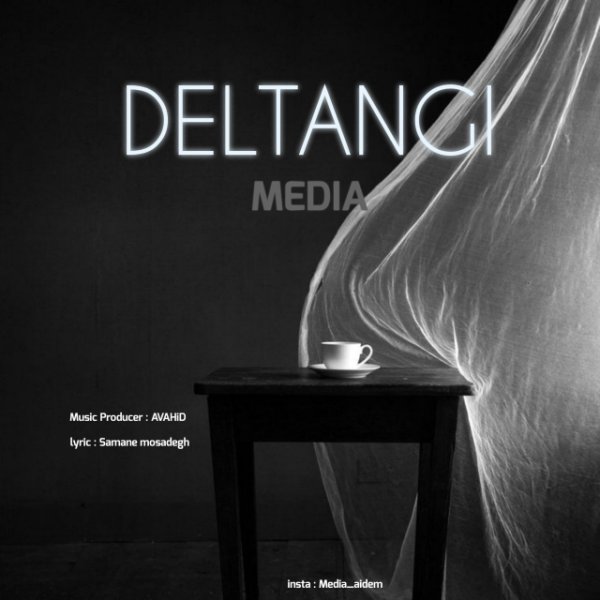 DELTANGI
MEDIA
Music Producer : AVAHiD
lyric : Samane mosadegh
insta : Media_aidem